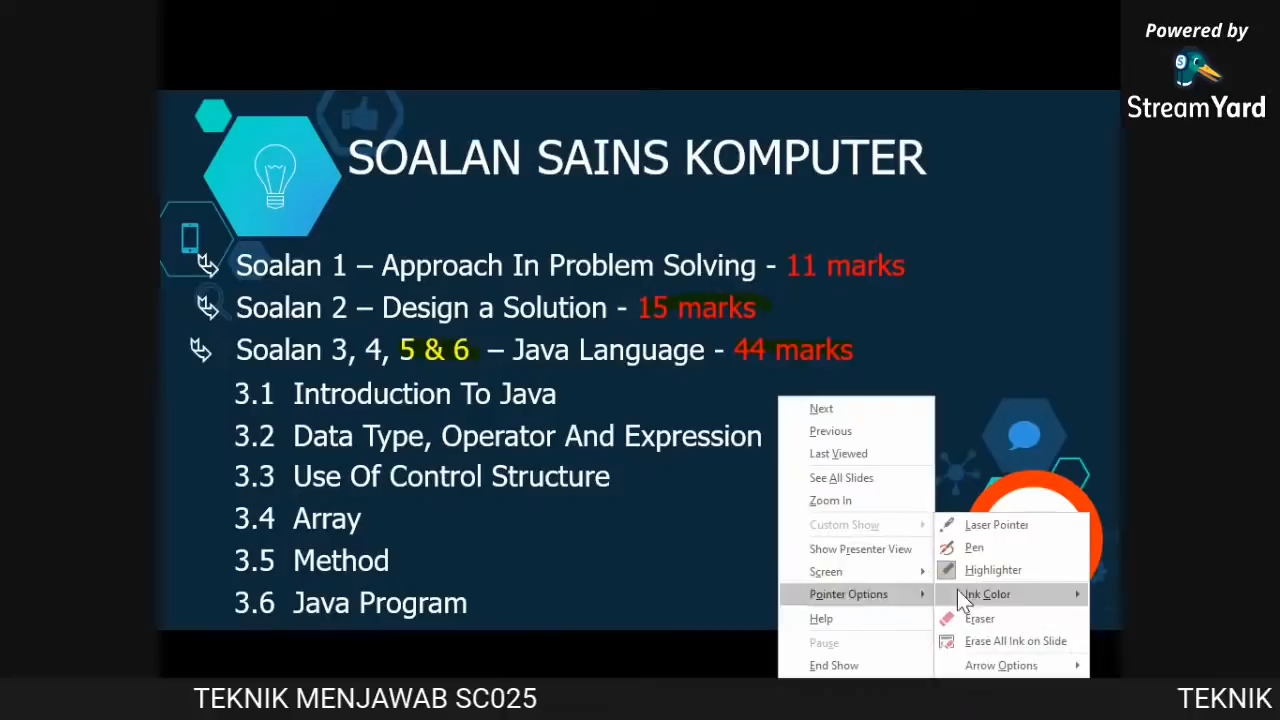 Powered by
StreamYard
SOALAN SAINS KOMPUTER
Soalan 1 – Approach In Problem Solving - 11 marks
Soalan 2 – Design a Solution - 15 marks
Soalan 3, 4, 5 & 6 – Java Language - 44 marks
3.1 Introduction To Java
3.2 Data Type, Operator And Expression
3.3 Use Of Control Structure
3.4 Array
3.5 Method
3.6 Java Program
Next
Previous
Last Viewed
See All Slides
Zoom In
Custom Show
Show Presenter View
Screen
Pointer Options
Help
Pause
End Show
Laser Pointer
Pen
Highlighter
Ink Color
Eraser
Erase All Ink on Slide
Arrow Options
TEKNIK MENJAWAB SC025
TEKNIK